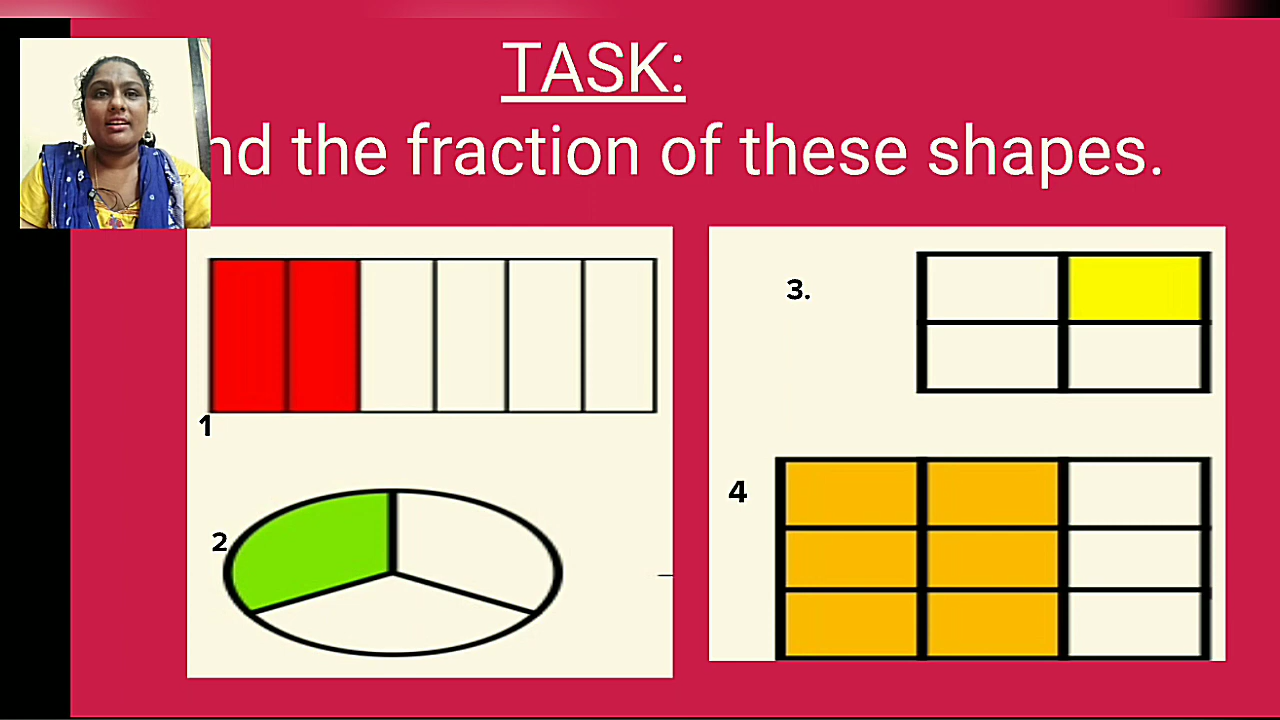 TASK:
nd the fraction of these shapes.
1
2
3.
4